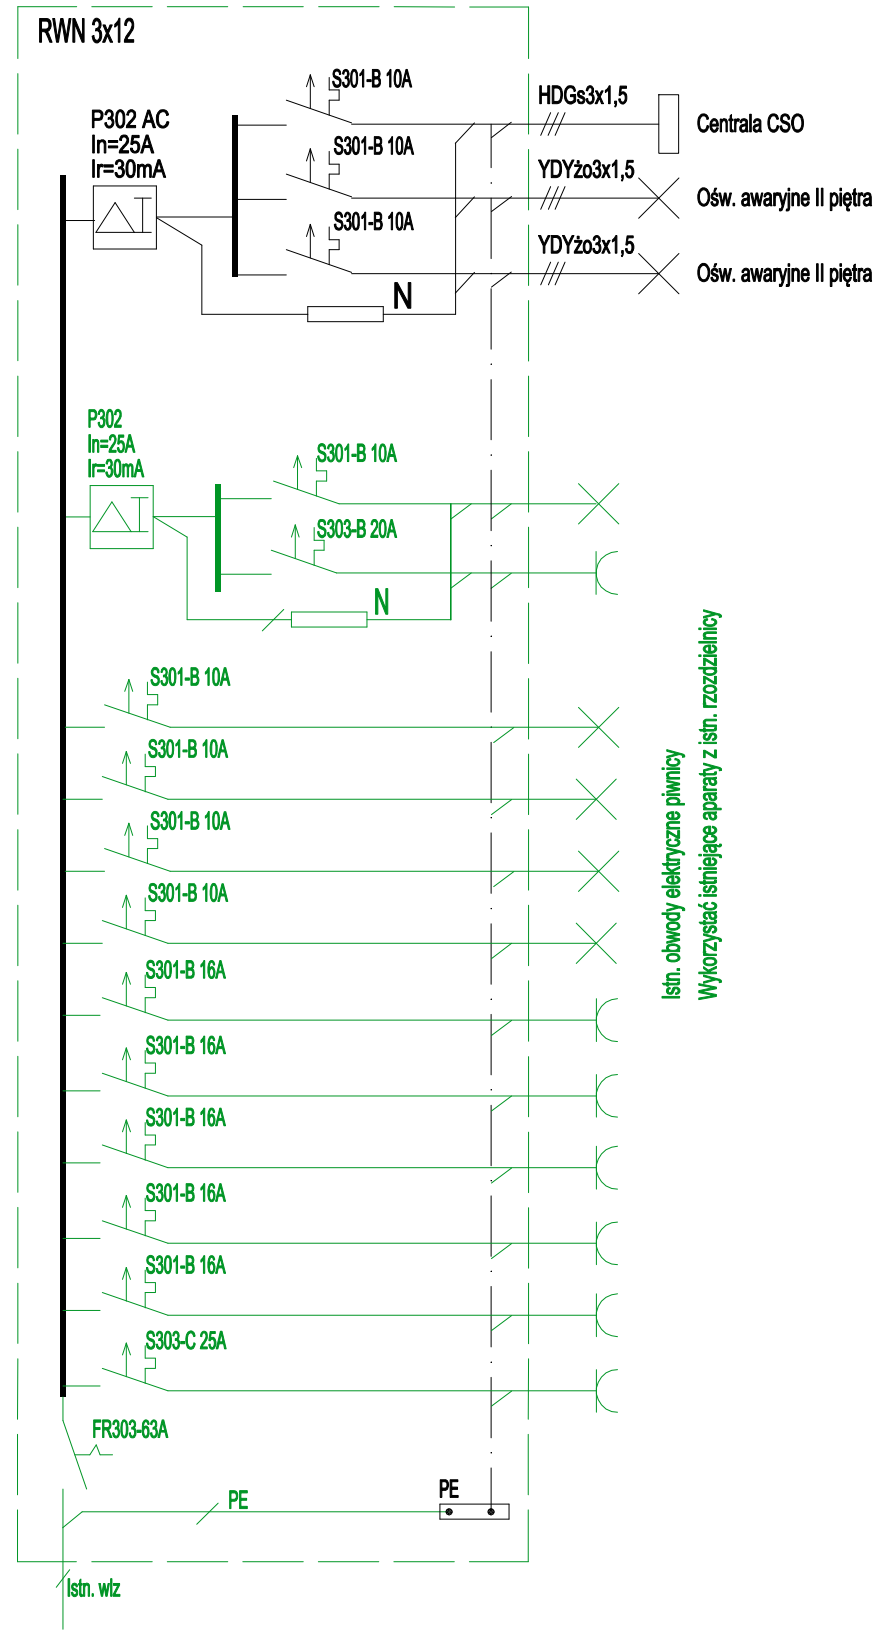 RWN 3x12
S301-B 10A
HDGs3x1,5
P302 AC
In=25A
Ir=30mA
Centrala CSO
S301-B 10A
YDYżo3x1,5
Ośw. awaryjne II piętra
S301-B 10A
YDYżo3x1,5
Ośw. awaryjne II piętra
N
P302
In=25A
Ir=30mA
S301-B 10A
S303-B 20A
N
S301-B 10A
S301-B 10A
S301-B 10A
S301-B 10A
S301-B 16A
S301-B 16A
S301-B 16A
S301-B 16A
S301-B 16A
S303-C 25A
Istn. obwody elektryczne piwnicy
Wykorzystać istniejące aparaty z istn. rzozdzielnicy
FR303-63A
PE
PE
Istn. wlz